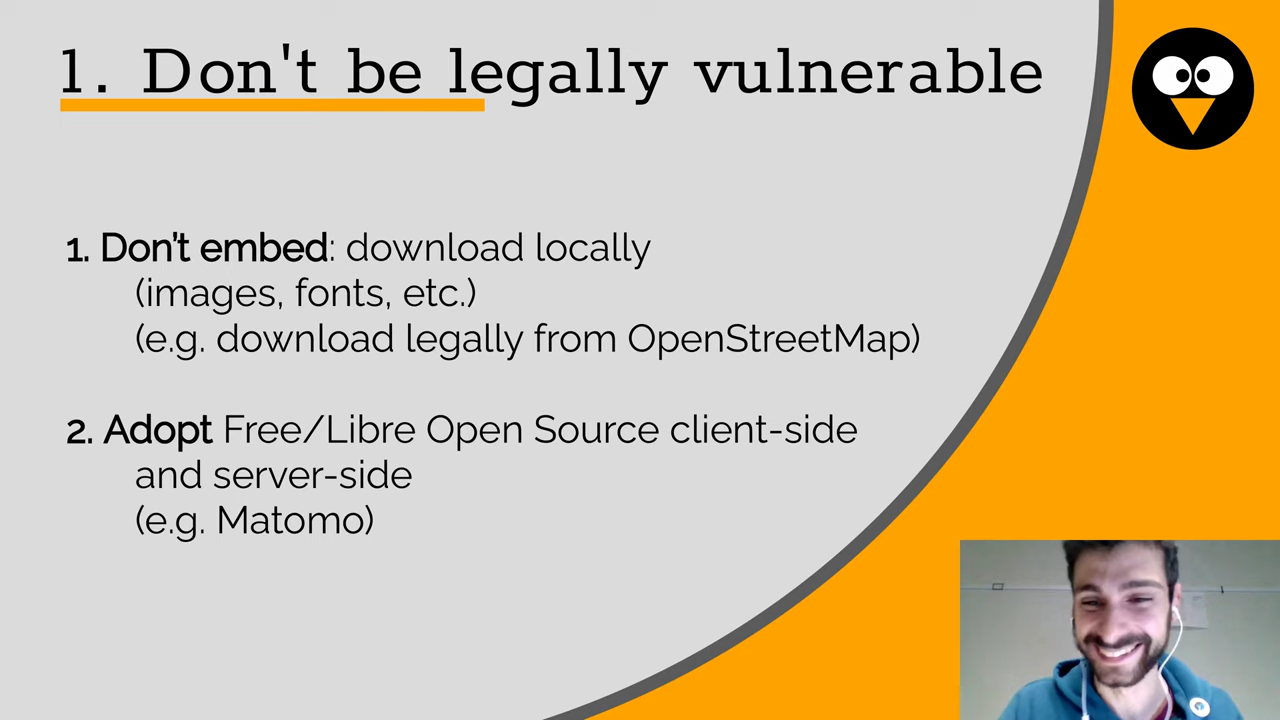 1. Don't be legally vulnerable
1. Don't embed: download locally
(images, fonts, etc.)
(e.g. download legally from OpenStreetMap)
2. Adopt Free/Libre Open Source client-side
and server-side
(e.g. Matomo)